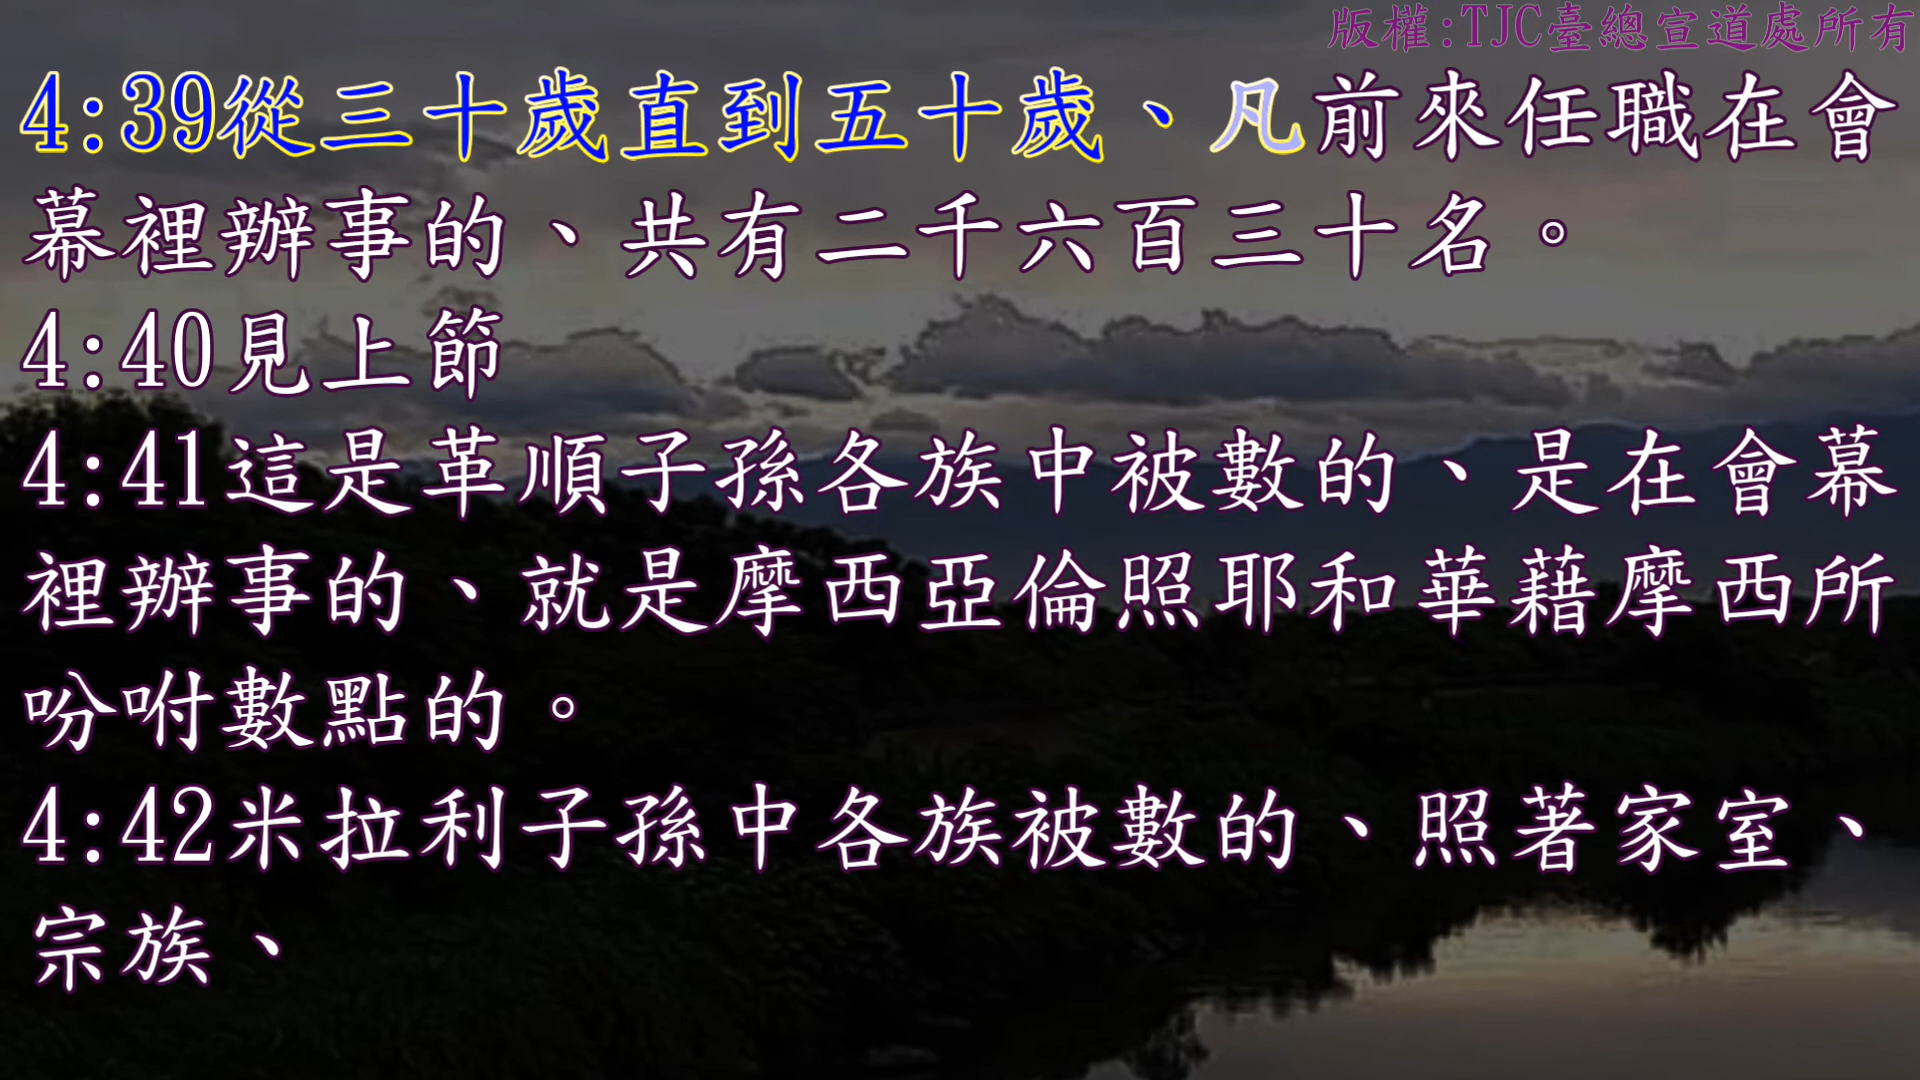 版權:TJC臺總宣道處所有
4:39從三十歲直到五十歲、凡前來任職在會
幕裡辦事的、共有二千六百三十名。
4:40見上節
4:41這是革順子孫各族中被數的、是在會幕
裡辦事的、就是摩西亞倫照耶和華藉摩西所
吩咐數點的。
4:42米拉利子孫中各族被數的、照著家室、
宗族、